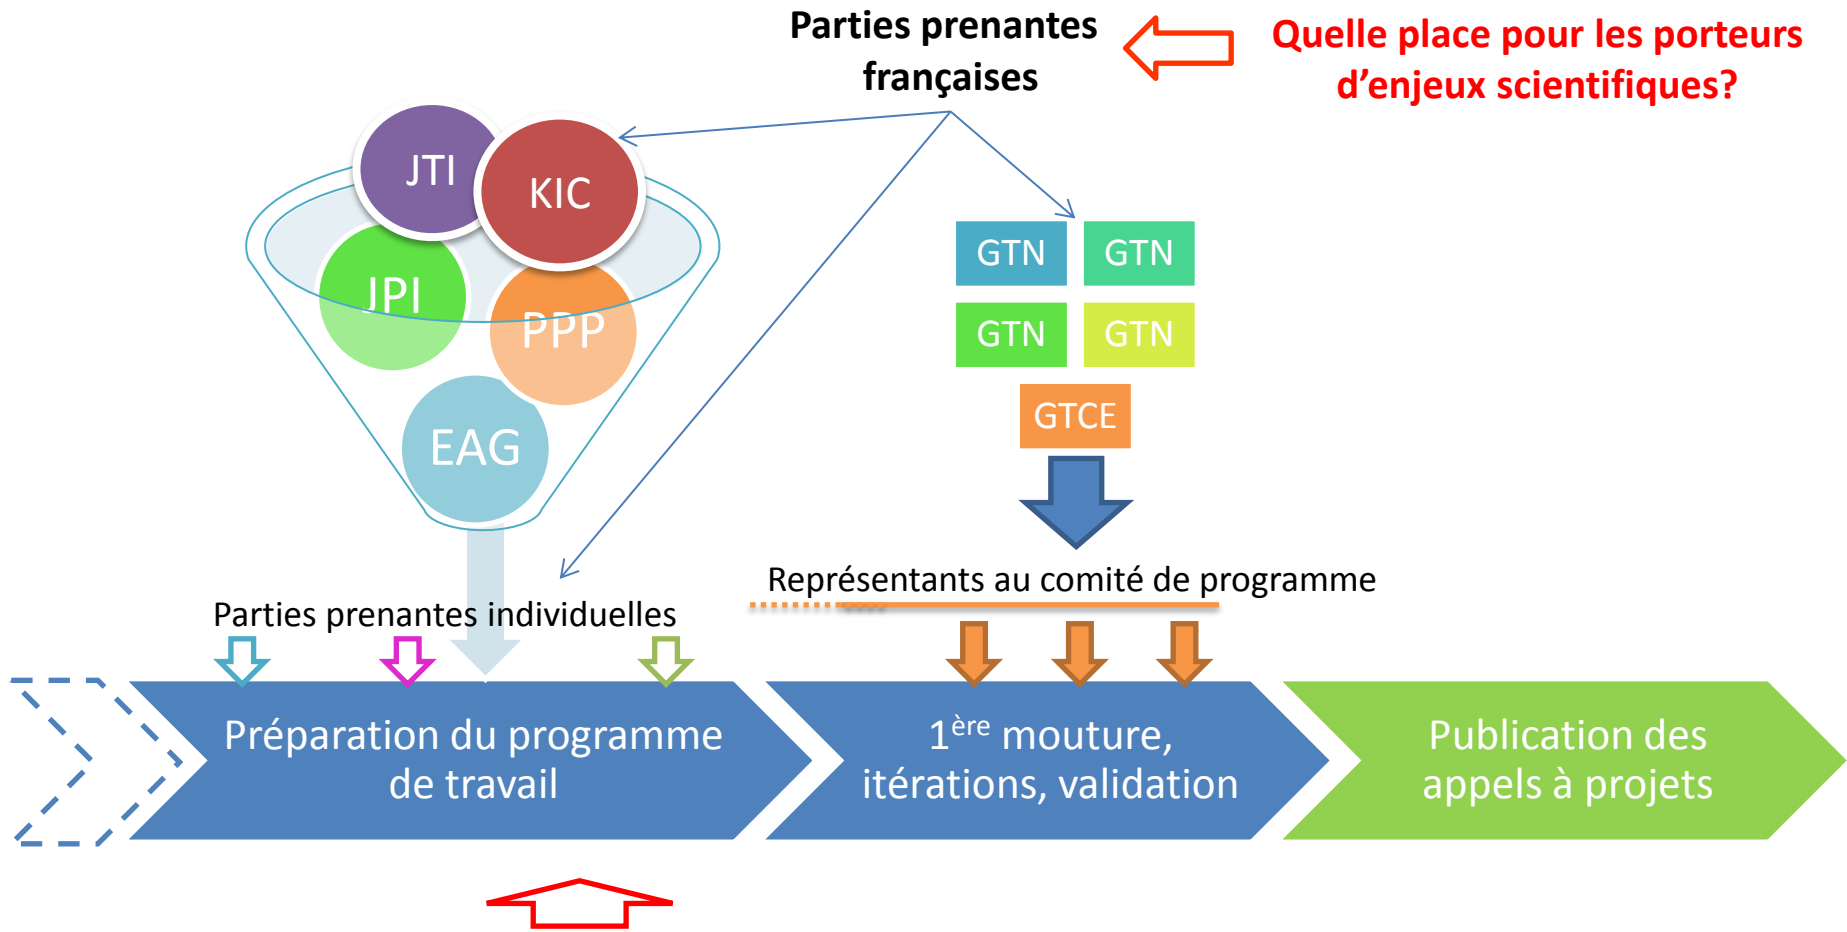 Parties prenantes
françaises
Quelle place pour les porteurs
d’enjeux scientifiques?
JTI
KIC
JPI
PPP
EAG
GTN
GTN
GTN
GTN
GTCE
Représentants au comité de programme
Parties prenantes individuelles
Préparation du programme
de travail
1ère mouture,
itérations, validation
Publication des
appels à projets